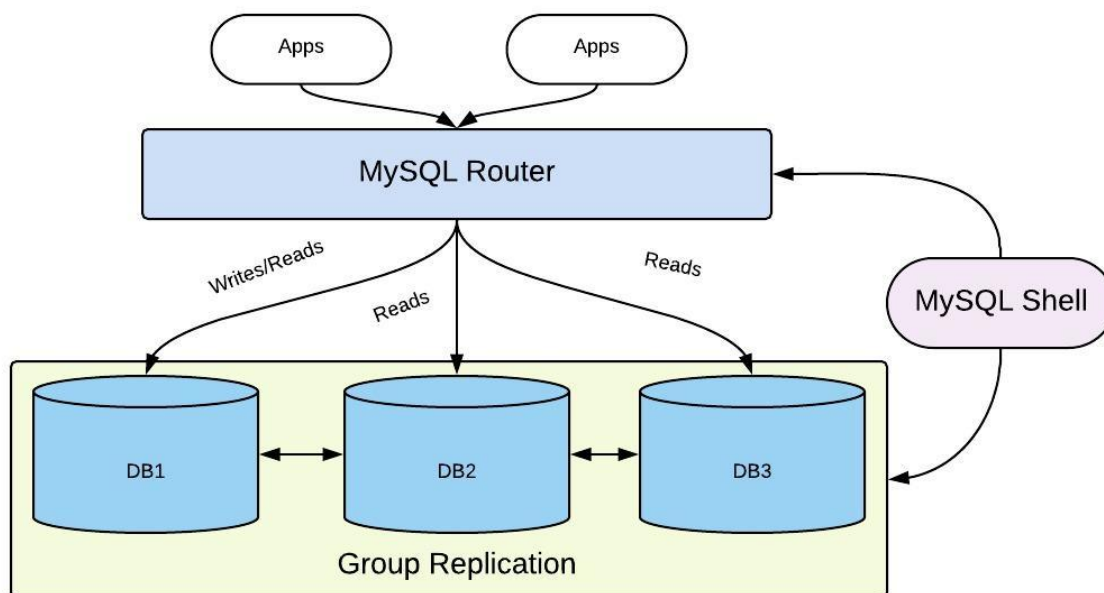 Apps
Apps
MySQL Router
Writes/Reads
Reads
Reads
MySQL Shell
DB1
DB2
DB3
Group Replication